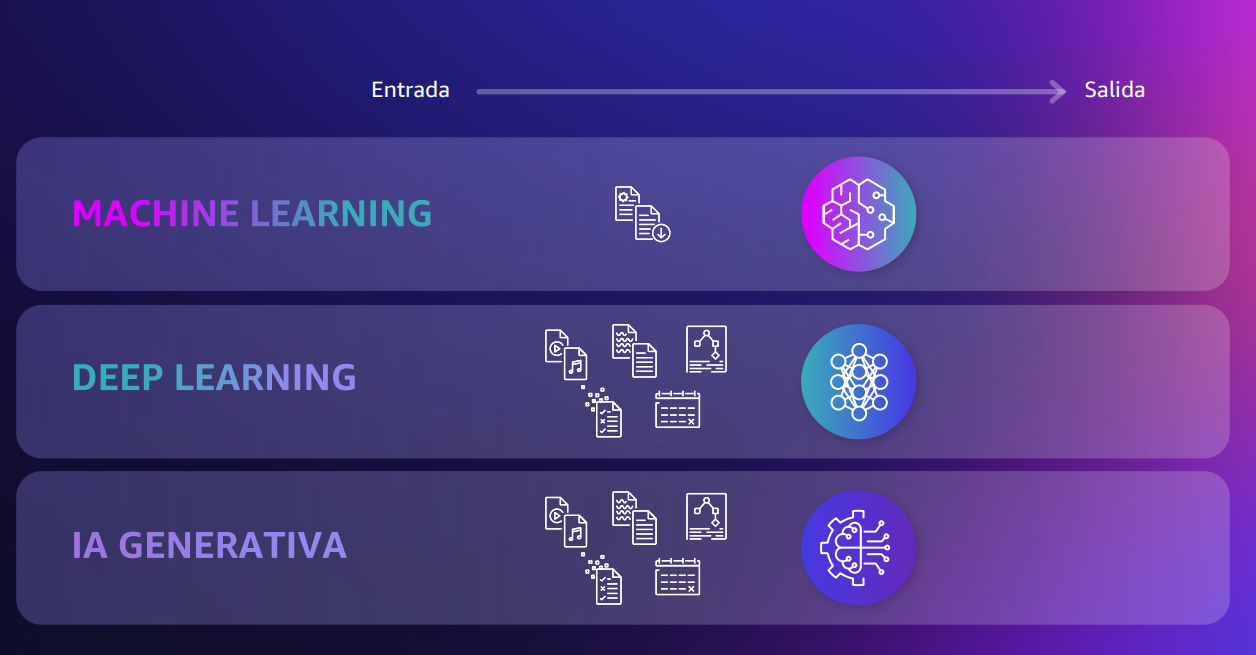 Entrada
Salida
MACHINE LEARNING
DEEP LEARNING
IA GENERATIVA